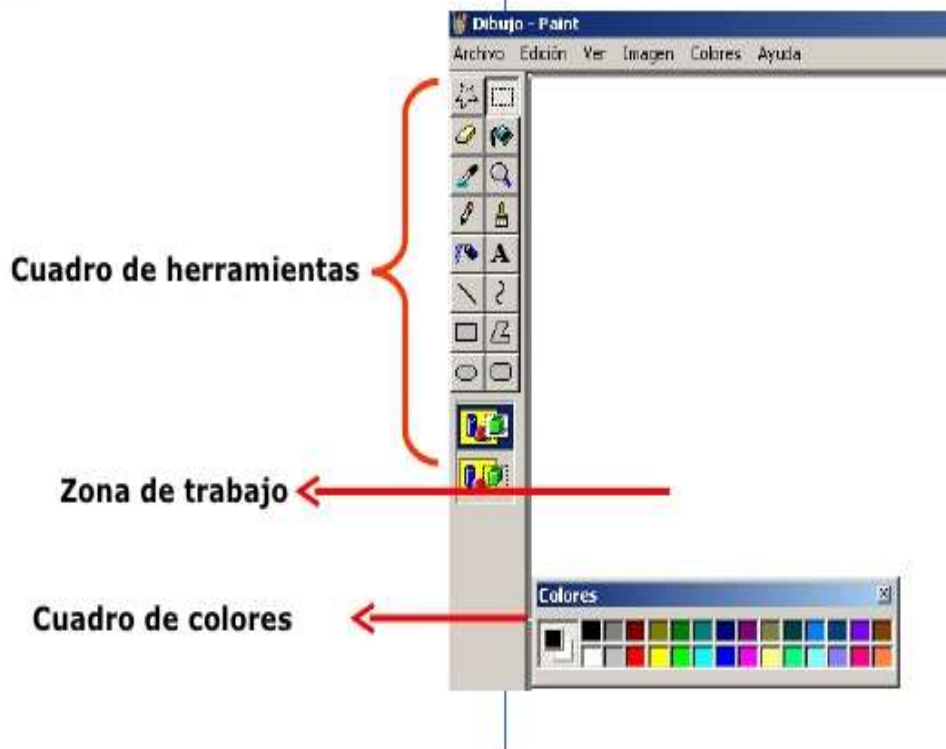 Dibujo - Paint
Archivo Edición Ver Imagen Colores Ayuda
A
Cuadro de herramientas
Zona de trabajo
Colores
Cuadro de colores